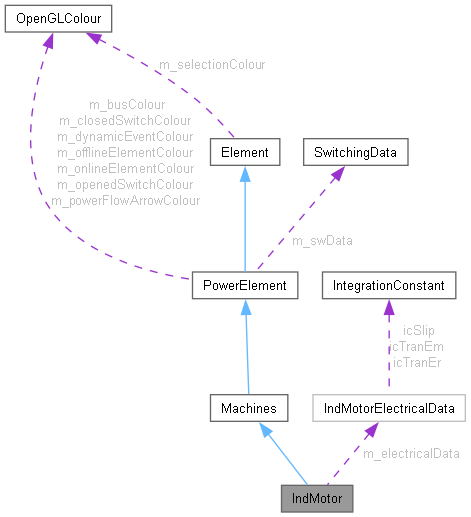 OpenGLColour
m_selectionColour
m_busColour
m_closedSwitchColour
m_dynamicEventColour
m_offlineElementColour
m_onlineElementColour
m_openedSwitchColour
m_powerFlowArrowColour
Element
SwitchingData
m_swData
PowerElement
IntegrationConstant
icSlip
icTranEm
icTranEr
Machines
IndMotorElectricalData
m_electricalData
IndMotor